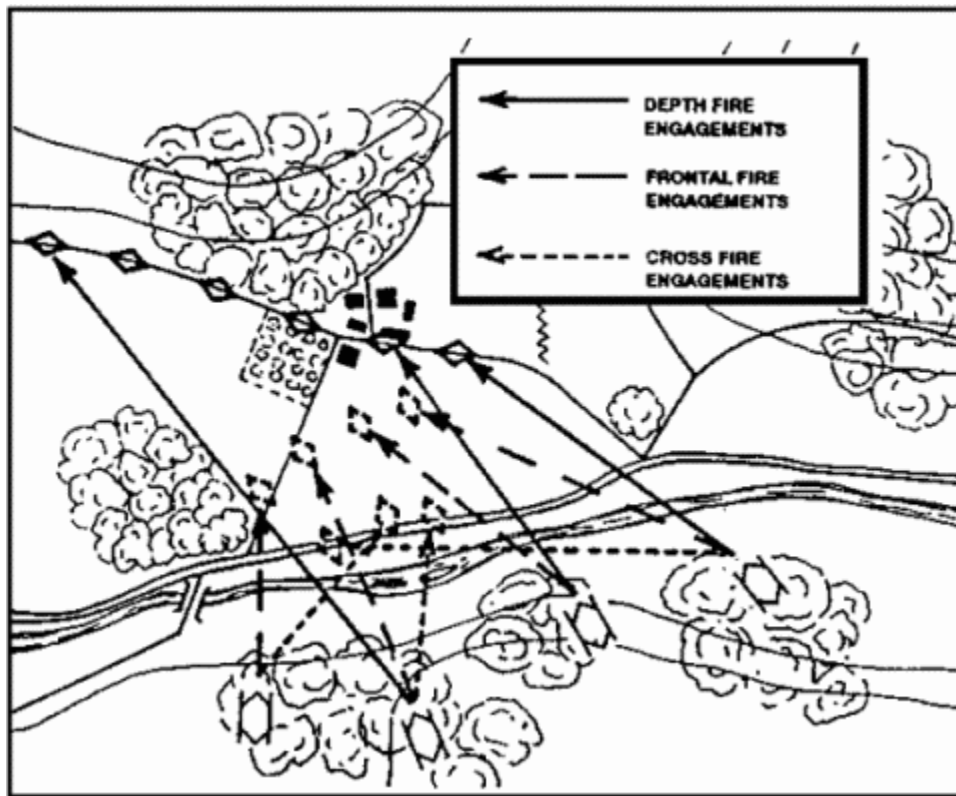 DEPTH FIRE
ENGAGEMENTS
FRONTAL FIRE
ENGAGEMENTS
CROSS FIRE
ENGAGEMENTS